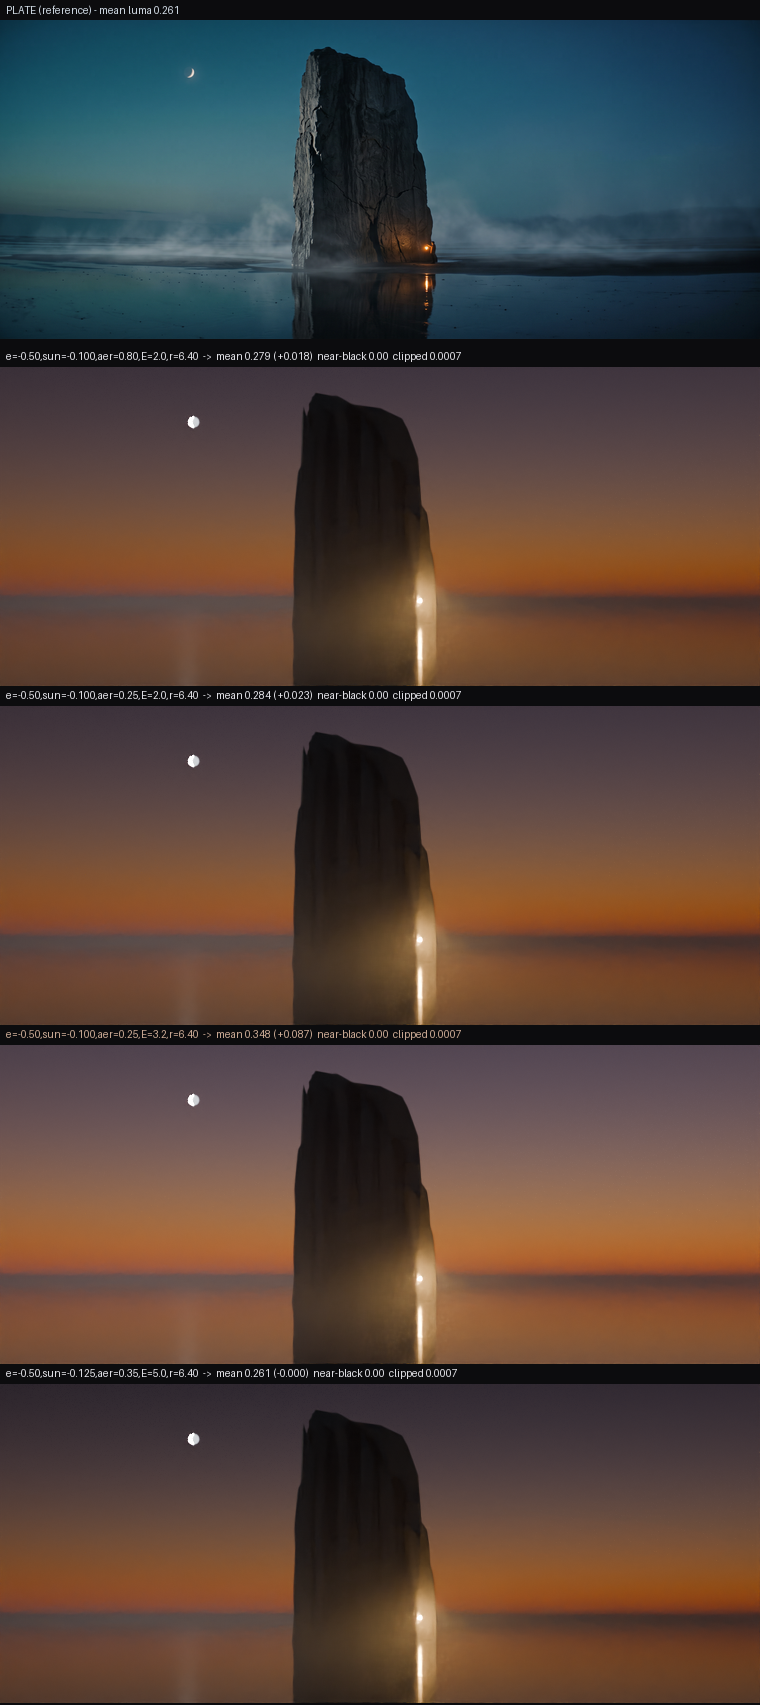 PLATE (reference) - mean luma 0.261
e=-0.50,sun=-0.100,aer=0.80,E=2.0,r=6.40 -> mean 0.279 (+0.018) near-black 0.00 clipped 0.0007
e=-0.50,sun=-0.100,aer=0.25,E=2.0,r=6.40 -> mean 0.284 (+0.023) near-black 0.00 clipped 0.0007
e=-0.50,sun=-0.100,aer=0.25,E=3.2,r=6.40 -> mean 0.348 (+0.087) near-black 0.00 clipped 0.0007
e=-0.50,sun=-0.125,aer=0.35,E=5.0,r=6.40 -> mean 0.261 (-0.000) near-black 0.00 clipped 0.0007